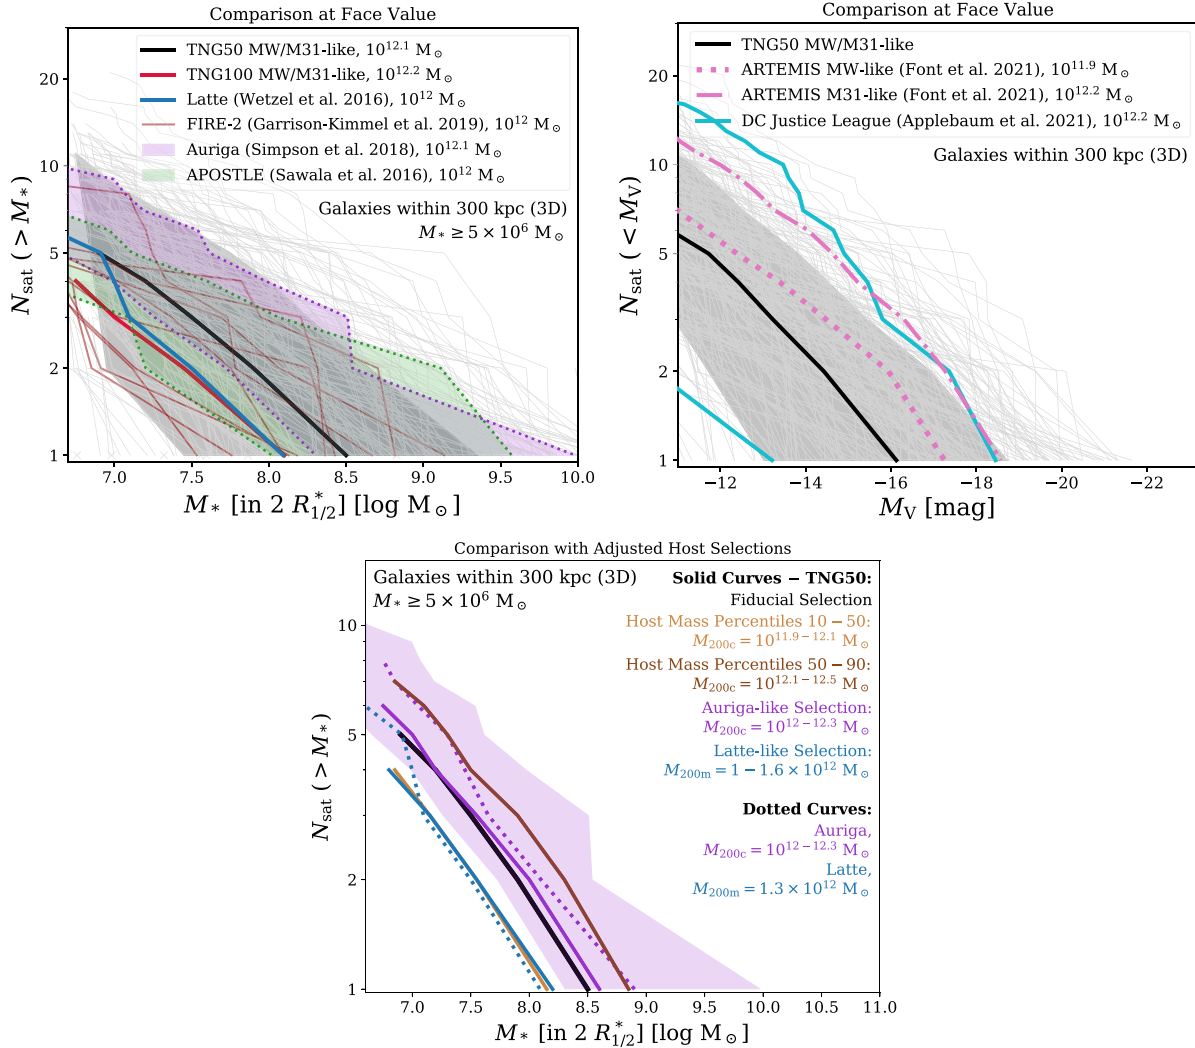 Comparison at Face Value
TNG50 MW/M31-like, 10^12.1 M⊙
TNG100 MW/M31-like, 10^12.2 M⊙
Latte (Wetzel et al. 2016), 10^12 M⊙
FIRE-2 (Garrison-Kimmel et al. 2019), 10^12 M⊙
Auriga (Simpson et al. 2018), 10^12.1 M⊙
APOSTLE (Sawala et al. 2016), 10^12 M⊙
Galaxies within 300 kpc (3D)
M* ≥ 5 × 10^6 M⊙
N_sat ( > M*)
20
10
5
2
1
7.0 7.5 8.0 8.5 9.0 9.5 10.0
M* [in 2 R*_1/2] [log M⊙]
Comparison at Face Value
TNG50 MW/M31-like
ARTEMIS MW-like (Font et al. 2021), 10^11.9 M⊙
ARTEMIS M31-like (Font et al. 2021), 10^12.2 M⊙
DC Justice League (Applebaum et al. 2021), 10^12.2 M⊙
Galaxies within 300 kpc (3D)
N_sat ( < M_V)
20
10
5
2
1
−12 −14 −16 −18 −20 −22
M_V [mag]
Comparison with Adjusted Host Selections
Galaxies within 300 kpc (3D)
M* ≥ 5 × 10^6 M⊙
Solid Curves − TNG50:
Fiducial Selection
Host Mass Percentiles 10 − 50:
M_200c = 10^11.9−12.1 M⊙
Host Mass Percentiles 50 − 90:
M_200c = 10^12.1−12.5 M⊙
Auriga-like Selection:
M_200c = 10^12−12.3 M⊙
Latte-like Selection:
M_200m = 1 − 1.6 × 10^12 M⊙
Dotted Curves:
Auriga,
M_200c = 10^12−12.3 M⊙
Latte,
M_200m = 1.3 × 10^12 M⊙
N_sat ( > M*)
10
5
2
1
7.0 7.5 8.0 8.5 9.0 9.5 10.0 10.5 11.0
M* [in 2 R*_1/2] [log M⊙]